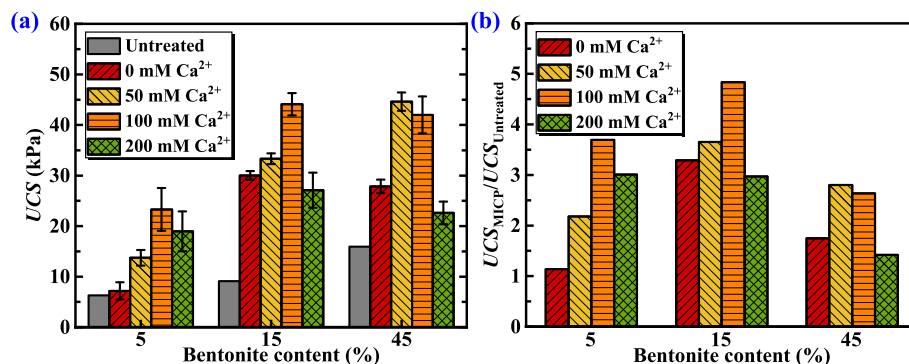 (a)
60
50
40
30
20
10
0
UCS (kPa)
Untreated
0 mM Ca²⁺
50 mM Ca²⁺
100 mM Ca²⁺
200 mM Ca²⁺
5 15 45
Bentonite content (%)
(b)
6
5
4
3
2
1
0
UCS_MICP/UCS_Untreated
0 mM Ca²⁺
50 mM Ca²⁺
100 mM Ca²⁺
200 mM Ca²⁺
5 15 45
Bentonite content (%)